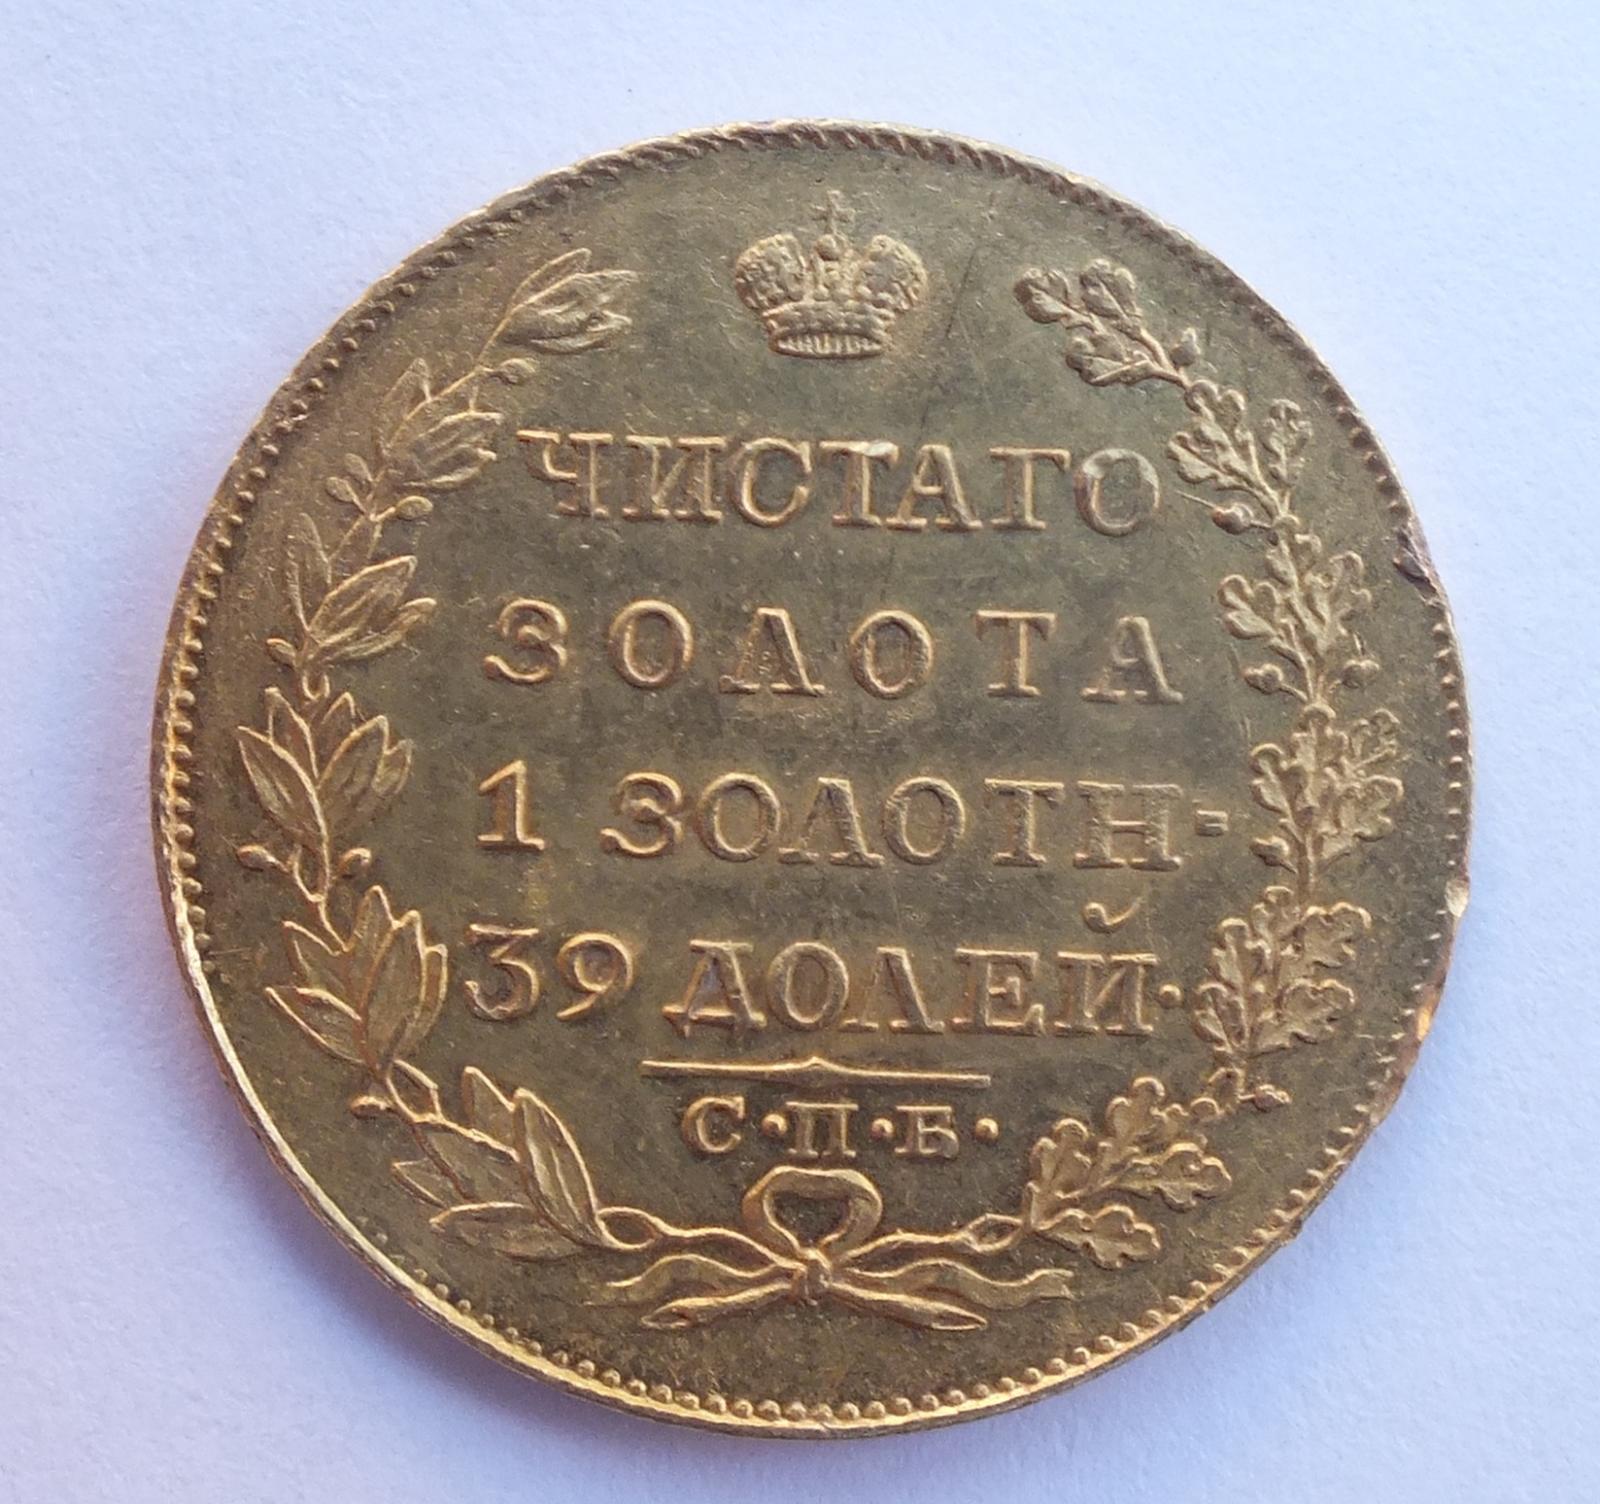 ЧИСТАГО
ЗОЛОТА
1 ЗОЛОТН=
39 ДОЛЕЙ·
С·П·Б·